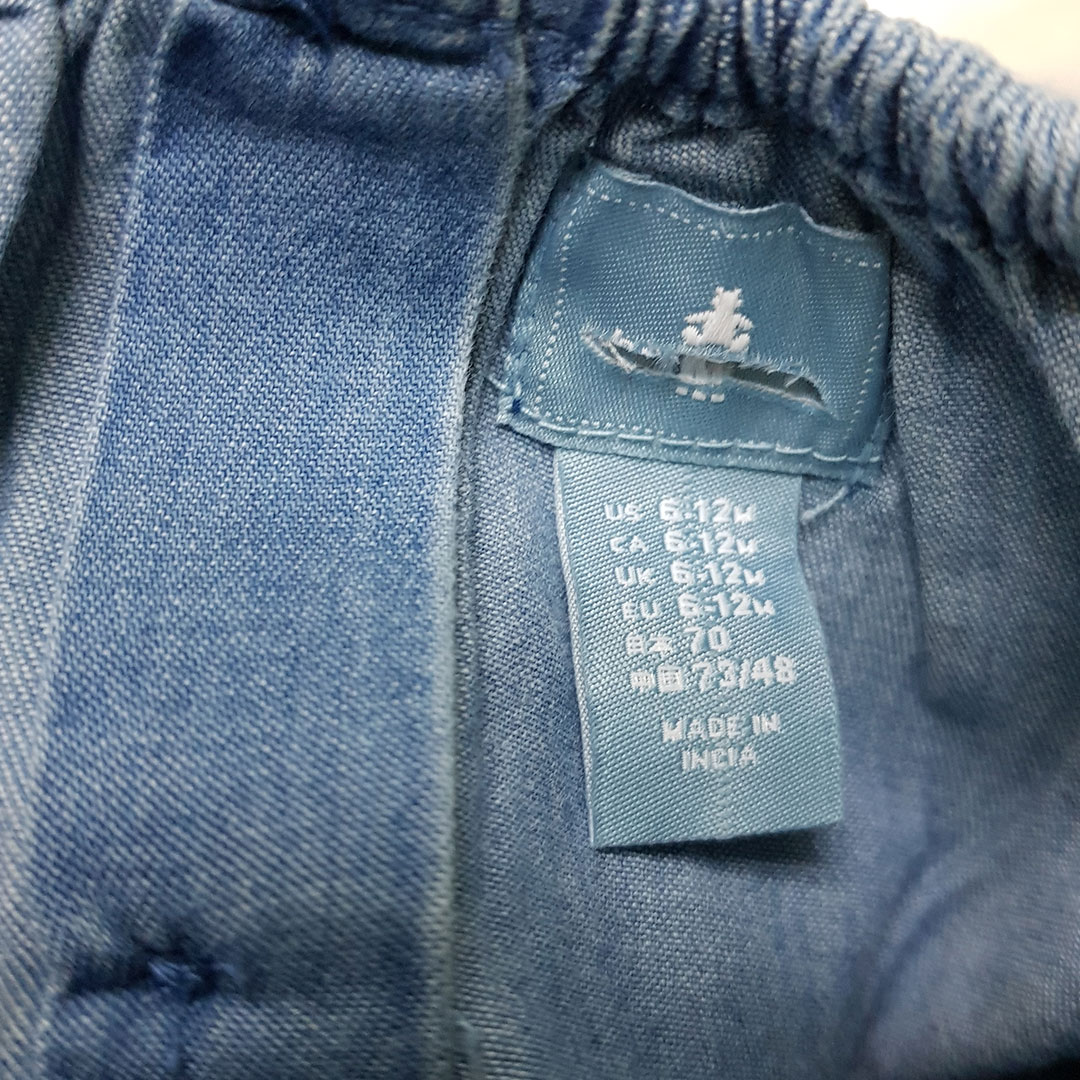 US 6-12M
CA 6-12M
UK 6-12M
EU 6-12M
日本 70
中国 73/48
MADE IN
INDIA